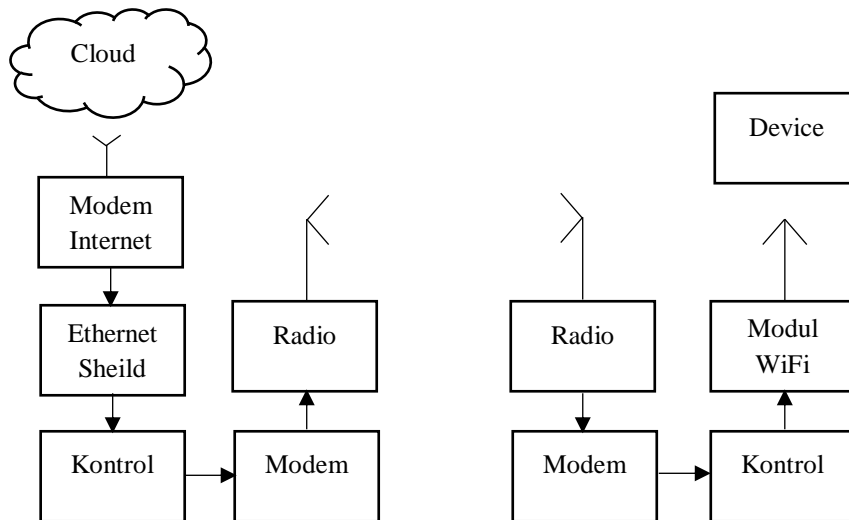 Cloud
Device
Modem
Internet
Ethernet
Sheild
Radio
Radio
Modul
WiFi
Kontrol
Modem
Modem
Kontrol